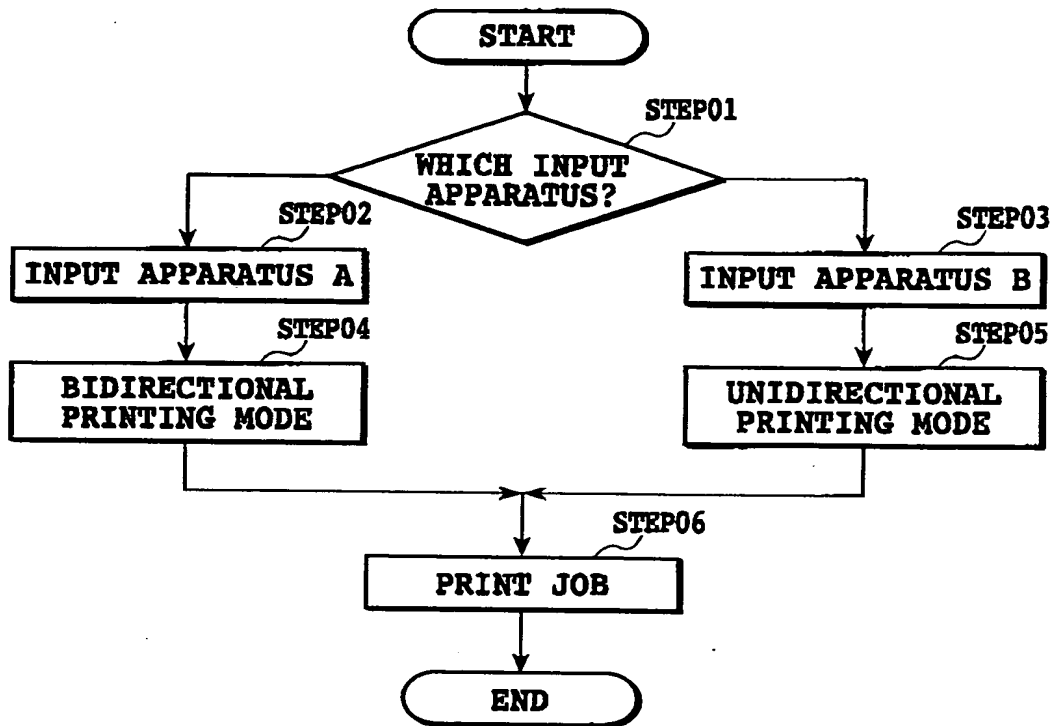 START
STEP01
WHICH INPUT
APPARATUS?
STEP02
INPUT APPARATUS A
STEP03
INPUT APPARATUS B
STEP04
BIDIRECTIONAL
PRINTING MODE
STEP05
UNIDIRECTIONAL
PRINTING MODE
STEP06
PRINT JOB
END